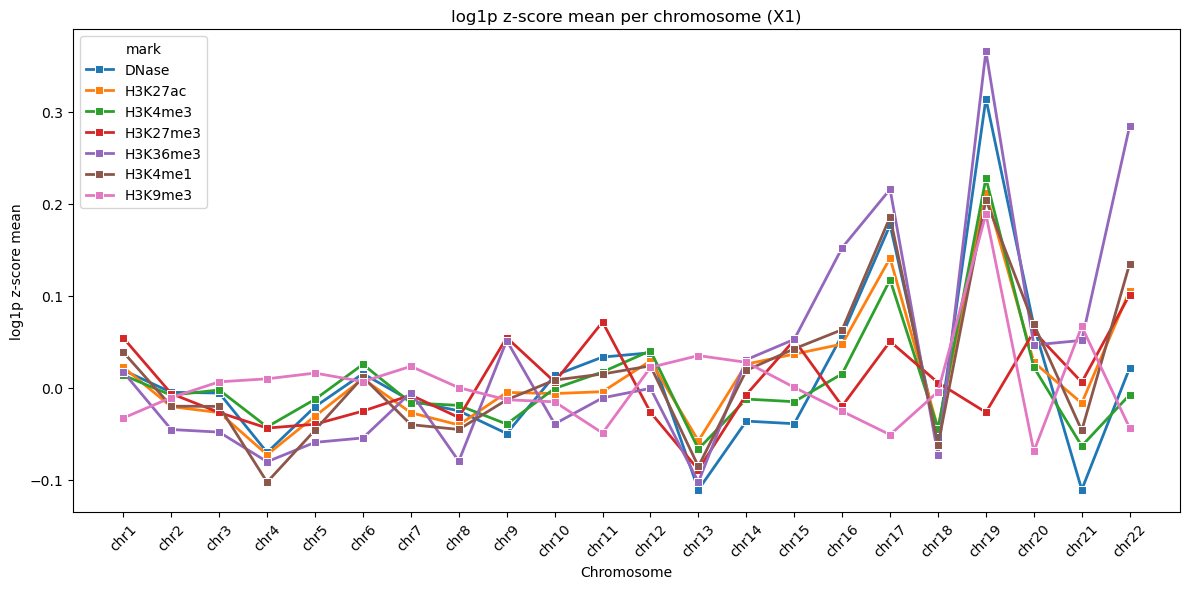 log1p z-score mean per chromosome (X1)
mark
DNase
H3K27ac
H3K4me3
H3K27me3
H3K36me3
H3K4me1
H3K9me3
log1p z-score mean
0.3
0.2
0.1
0.0
−0.1
chr1
chr2
chr3
chr4
chr5
chr6
chr7
chr8
chr9
chr10
chr11
chr12
chr13
chr14
chr15
chr16
chr17
chr18
chr19
chr20
chr21
chr22
Chromosome